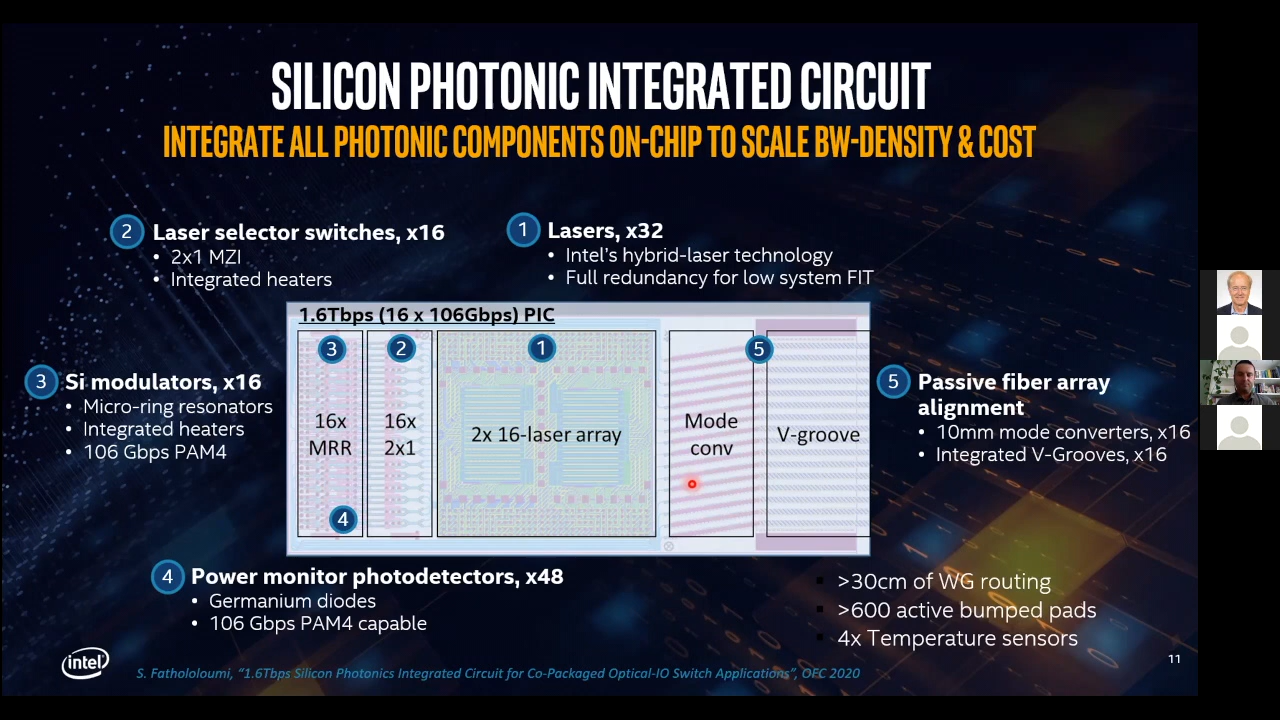 SILICON PHOTONIC INTEGRATED CIRCUIT
INTEGRATE ALL PHOTONIC COMPONENTS ON-CHIP TO SCALE BW-DENSITY & COST
2 Laser selector switches, x16
• 2x1 MZI
• Integrated heaters
1 Lasers, x32
• Intel's hybrid-laser technology
• Full redundancy for low system FIT
3 Si modulators, x16
• Micro-ring resonators
• Integrated heaters
• 106 Gbps PAM4
1.6Tbps (16 x 106Gbps) PIC
3
2
1
5
16x
MRR
16x
2x1
2x 16-laser array
Mode
conv
V-groove
4
5 Passive fiber array
alignment
• 10mm mode converters, x16
• Integrated V-Grooves, x16
4 Power monitor photodetectors, x48
• Germanium diodes
• 106 Gbps PAM4 capable
▪ >30cm of WG routing
▪ >600 active bumped pads
▪ 4x Temperature sensors
intel
S. Fathololoumi, "1.6Tbps Silicon Photonics Integrated Circuit for Co-Packaged Optical-IO Switch Applications", OFC 2020
11